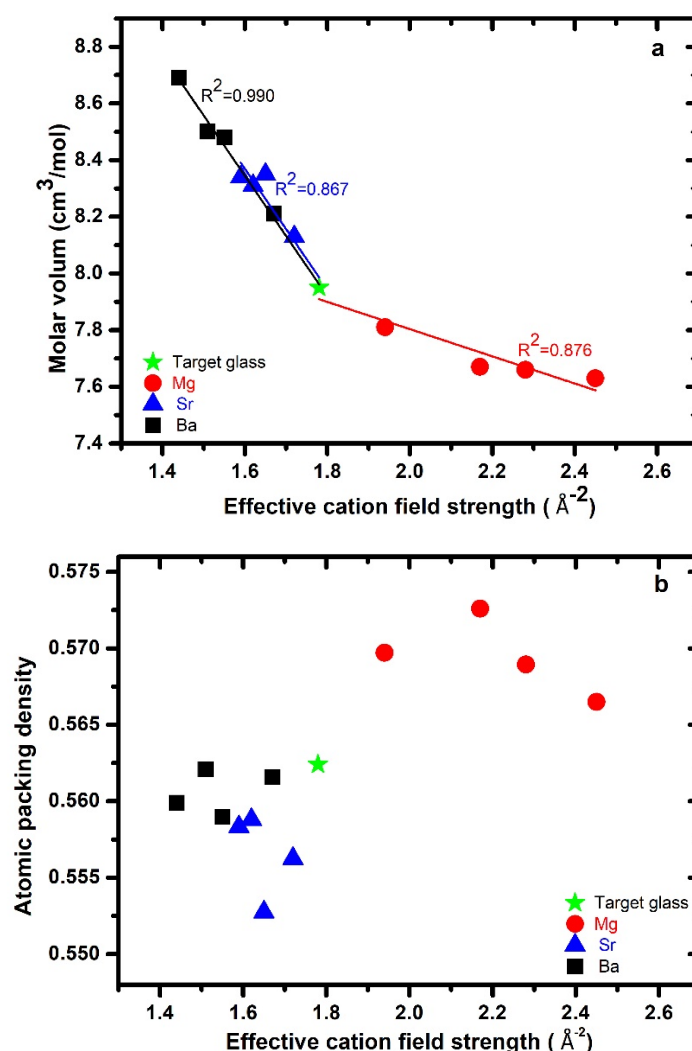 a
8.8
8.6
8.4
8.2
8.0
7.8
7.6
7.4
Molar volum (cm³/mol)
R²=0.990
R²=0.867
R²=0.876
Target glass
Mg
Sr
Ba
1.4 1.6 1.8 2.0 2.2 2.4 2.6
Effective cation field strength ( Å⁻²)
b
0.575
0.570
0.565
0.560
0.555
0.550
Atomic packing density
Target glass
Mg
Sr
Ba
1.4 1.6 1.8 2.0 2.2 2.4 2.6
Effective cation field strength ( Å⁻²)